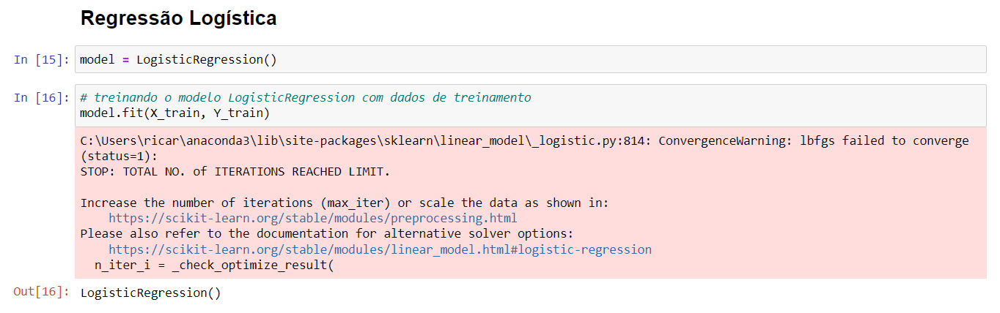 Regressão Logística
In [15]: model = LogisticRegression()
In [16]: # treinando o modelo LogisticRegression com dados de treinamento
model.fit(X_train, Y_train)
C:\Users\ricar\anaconda3\lib\site-packages\sklearn\linear_model\_logistic.py:814: ConvergenceWarning: lbfgs failed to converge
(status=1):
STOP: TOTAL NO. of ITERATIONS REACHED LIMIT.
Increase the number of iterations (max_iter) or scale the data as shown in:
    https://scikit-learn.org/stable/modules/preprocessing.html
Please also refer to the documentation for alternative solver options:
    https://scikit-learn.org/stable/modules/linear_model.html#logistic-regression
  n_iter_i = _check_optimize_result(
Out[16]: LogisticRegression()